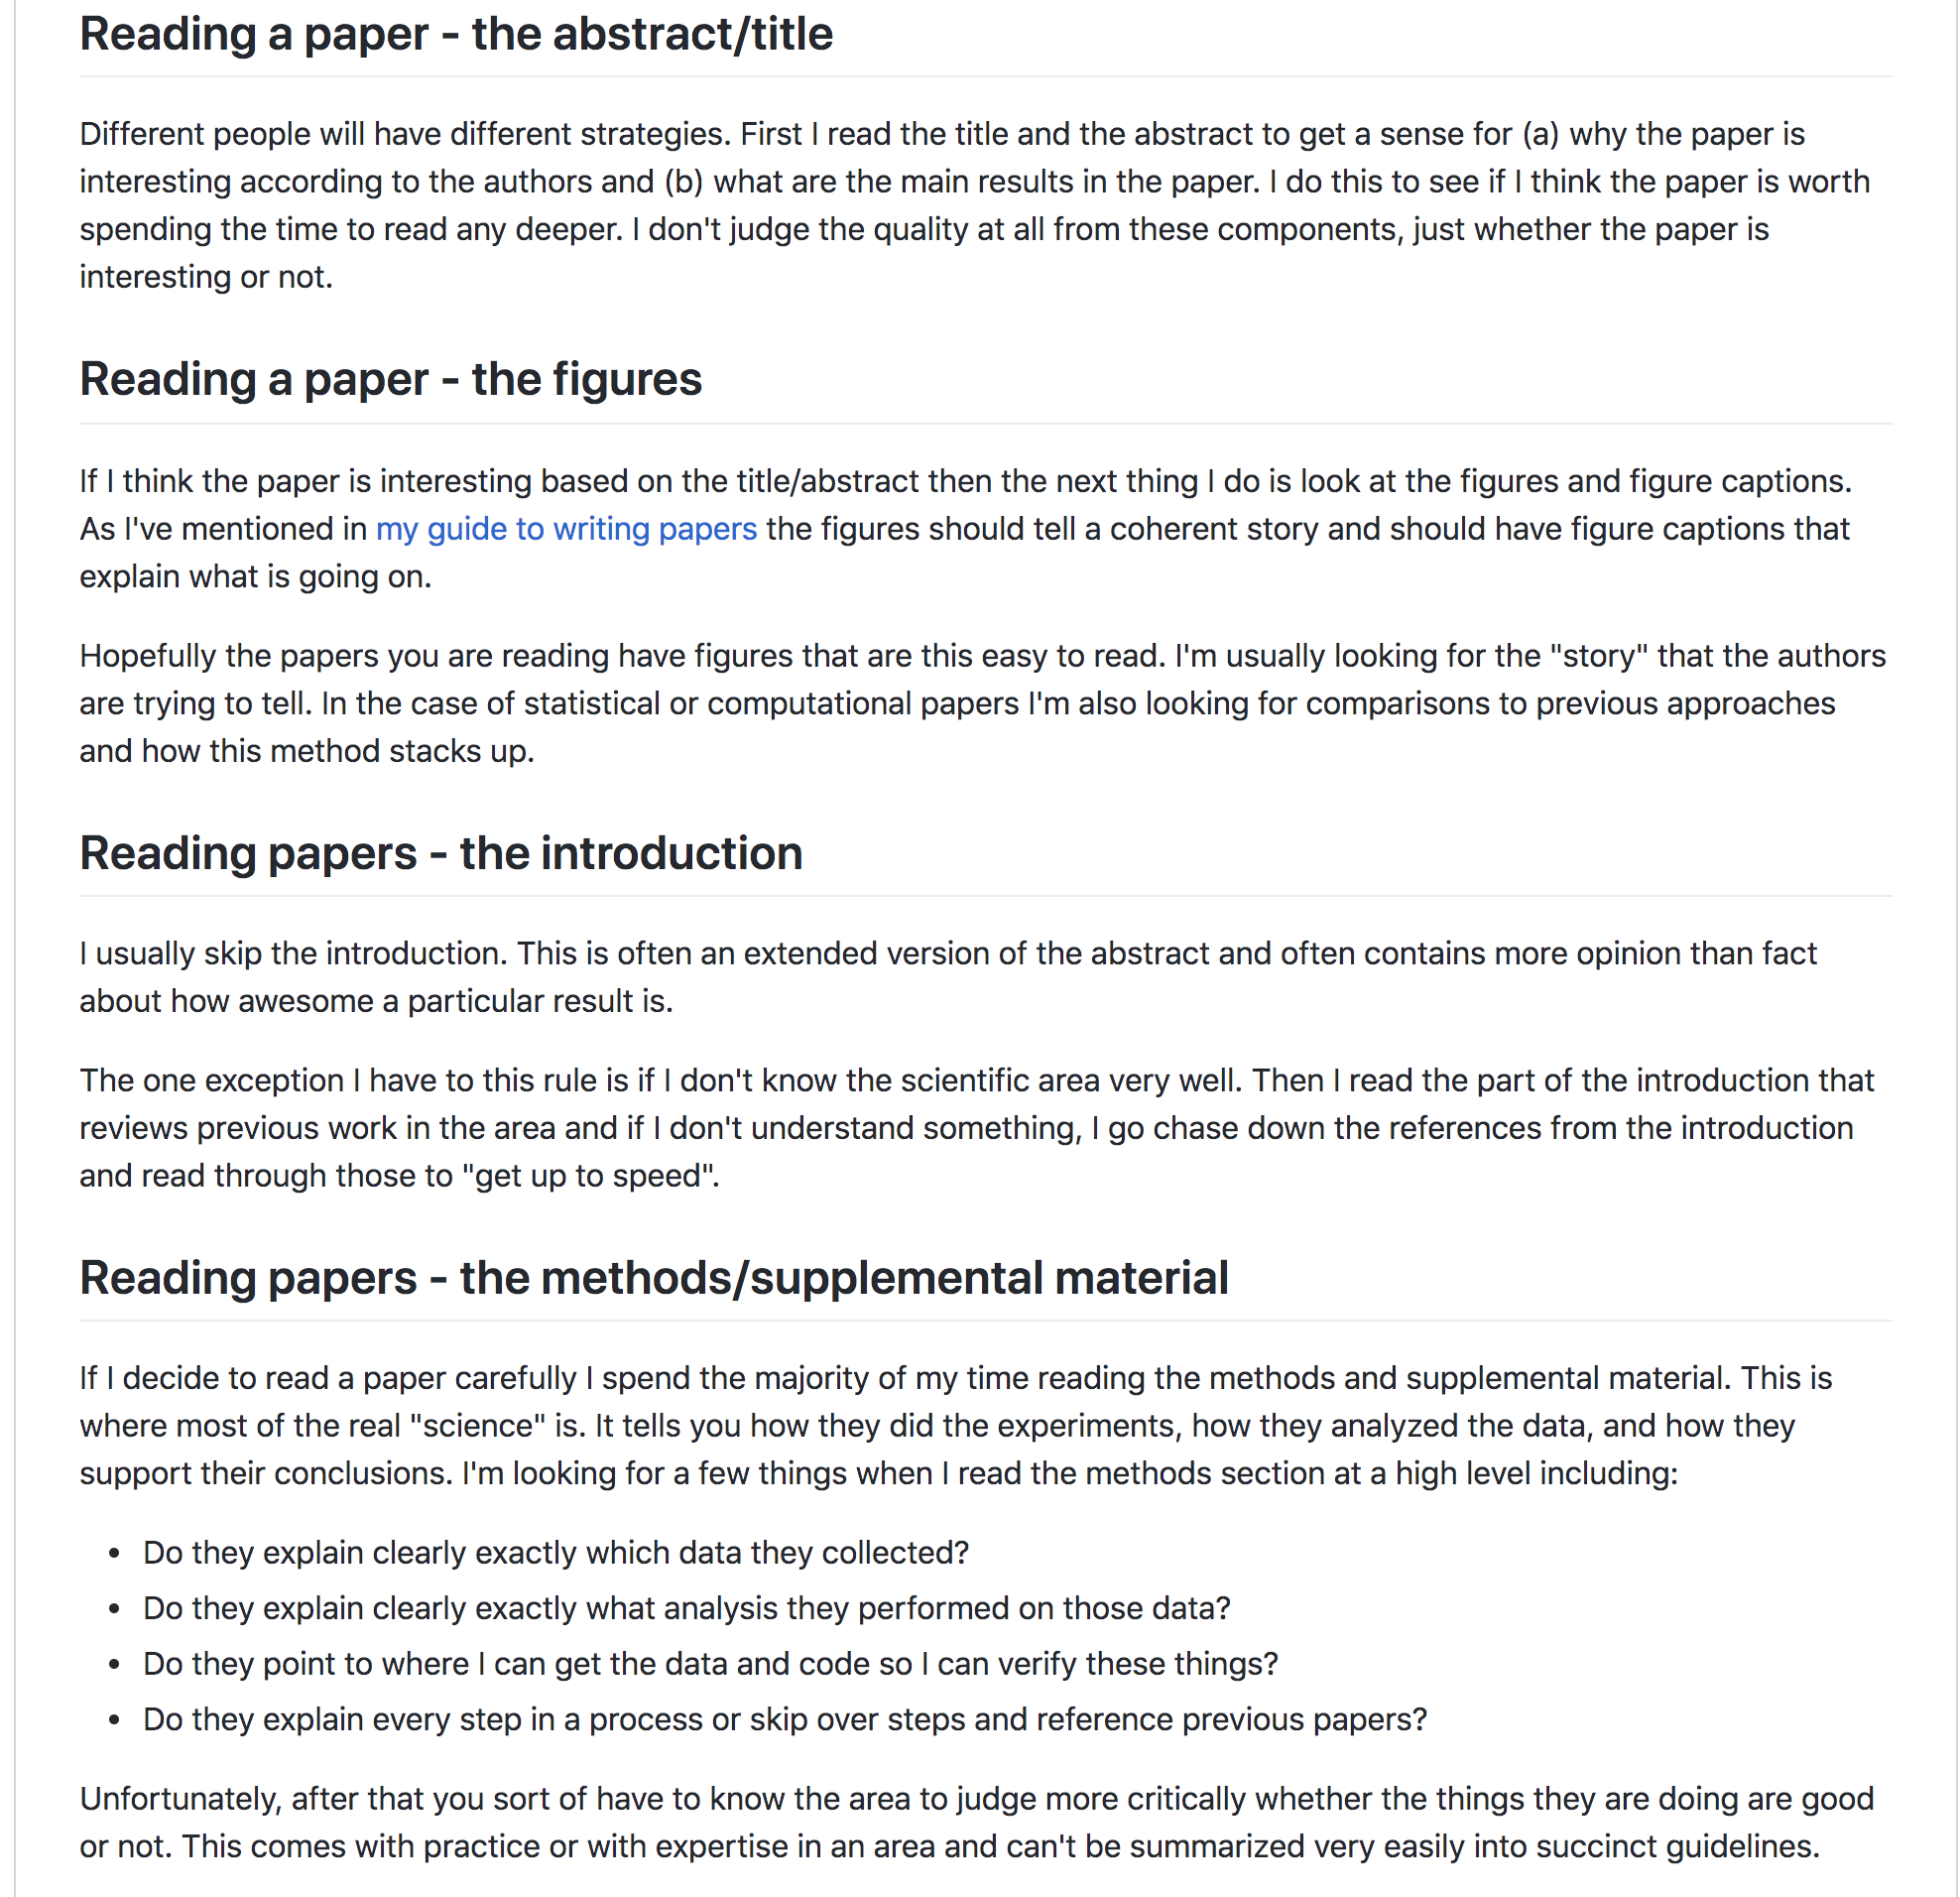 Reading a paper - the abstract/title
Different people will have different strategies. First I read the title and the abstract to get a sense for (a) why the paper is
interesting according to the authors and (b) what are the main results in the paper. I do this to see if I think the paper is worth
spending the time to read any deeper. I don't judge the quality at all from these components, just whether the paper is
interesting or not.
Reading a paper - the figures
If I think the paper is interesting based on the title/abstract then the next thing I do is look at the figures and figure captions.
As I've mentioned in my guide to writing papers the figures should tell a coherent story and should have figure captions that
explain what is going on.
Hopefully the papers you are reading have figures that are this easy to read. I'm usually looking for the "story" that the authors
are trying to tell. In the case of statistical or computational papers I'm also looking for comparisons to previous approaches
and how this method stacks up.
Reading papers - the introduction
I usually skip the introduction. This is often an extended version of the abstract and often contains more opinion than fact
about how awesome a particular result is.
The one exception I have to this rule is if I don't know the scientific area very well. Then I read the part of the introduction that
reviews previous work in the area and if I don't understand something, I go chase down the references from the introduction
and read through those to "get up to speed".
Reading papers - the methods/supplemental material
If I decide to read a paper carefully I spend the majority of my time reading the methods and supplemental material. This is
where most of the real "science" is. It tells you how they did the experiments, how they analyzed the data, and how they
support their conclusions. I'm looking for a few things when I read the methods section at a high level including:
• Do they explain clearly exactly which data they collected?
• Do they explain clearly exactly what analysis they performed on those data?
• Do they point to where I can get the data and code so I can verify these things?
• Do they explain every step in a process or skip over steps and reference previous papers?
Unfortunately, after that you sort of have to know the area to judge more critically whether the things they are doing are good
or not. This comes with practice or with expertise in an area and can't be summarized very easily into succinct guidelines.